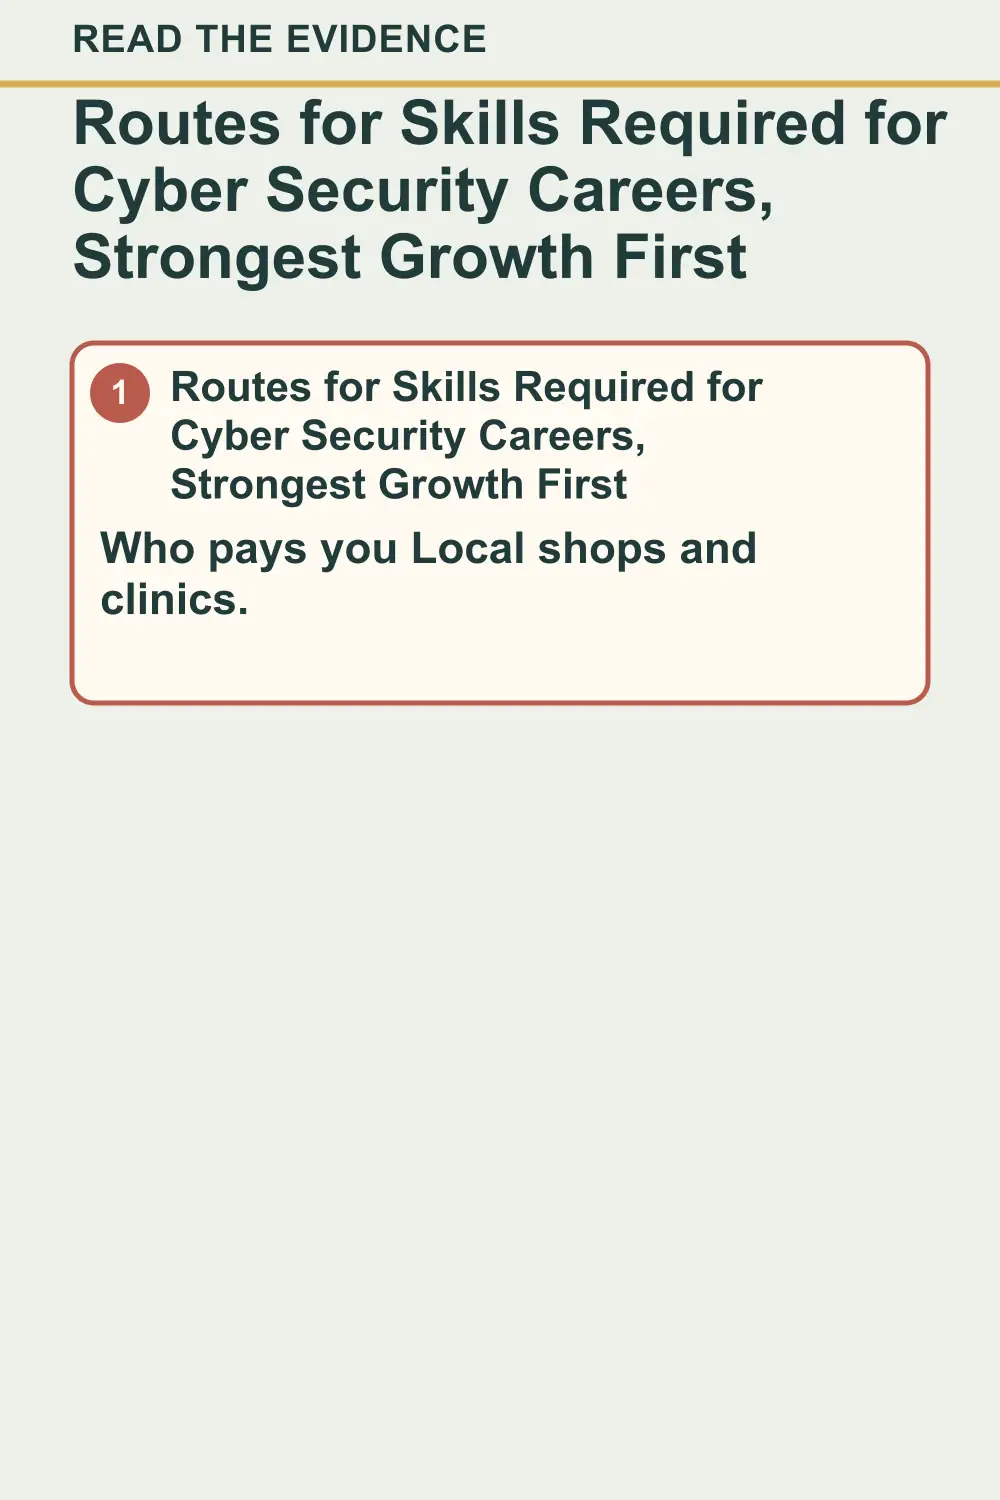 READ THE EVIDENCE
Routes for Skills Required for
Cyber Security Careers,
Strongest Growth First
1
Routes for Skills Required for
Cyber Security Careers,
Strongest Growth First
Who pays you Local shops and
clinics.